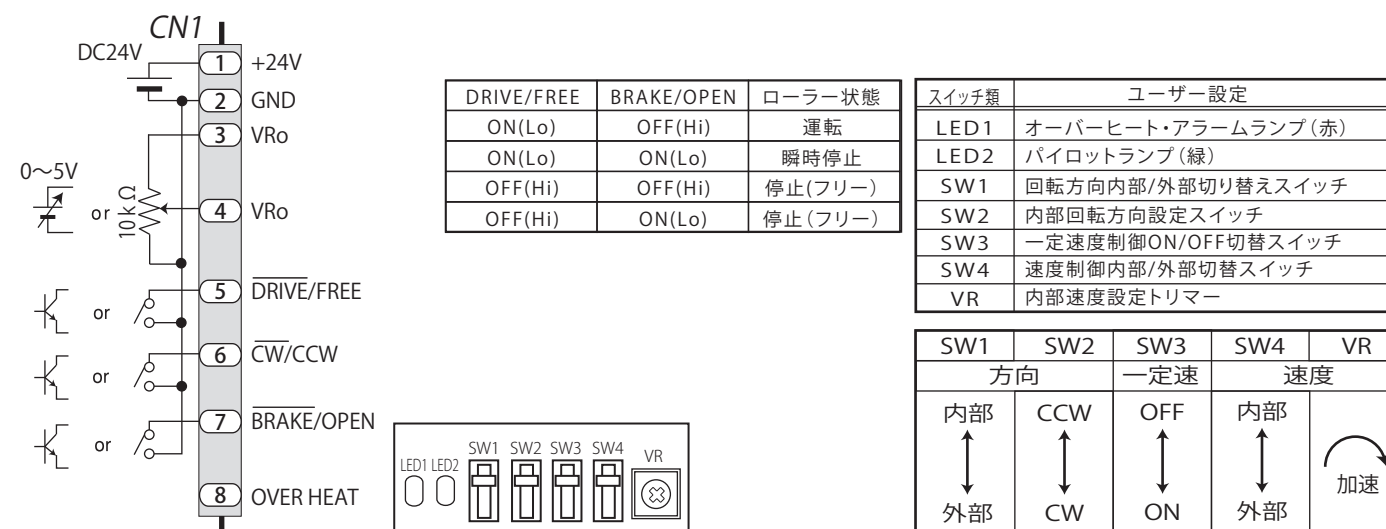 CN1
DC24V
1 +24V
2 GND
3 VRo
0～5V
or
10kΩ
4 VRo
5 DRIVE/FREE
or
6 CW/CCW
or
7 BRAKE/OPEN
or
8 OVER HEAT
DRIVE/FREE BRAKE/OPEN ローラー状態
ON(Lo) OFF(Hi) 運転
ON(Lo) ON(Lo) 瞬時停止
OFF(Hi) OFF(Hi) 停止(フリー）
OFF(Hi) ON(Lo) 停止（フリー）
LED1 LED2 SW1 SW2 SW3 SW4 VR
スイッチ類 ユーザー設定
LED1 オーバーヒート・アラームランプ（赤）
LED2 パイロットランプ（緑）
SW1 回転方向内部/外部切り替えスイッチ
SW2 内部回転方向設定スイッチ
SW3 一定速度制御ON/OFF切替スイッチ
SW4 速度制御内部/外部切替スイッチ
VR 内部速度設定トリマー
SW1 SW2 SW3 SW4 VR
方向 一定速 速度
内部 CCW OFF 内部
加速
外部 CW ON 外部